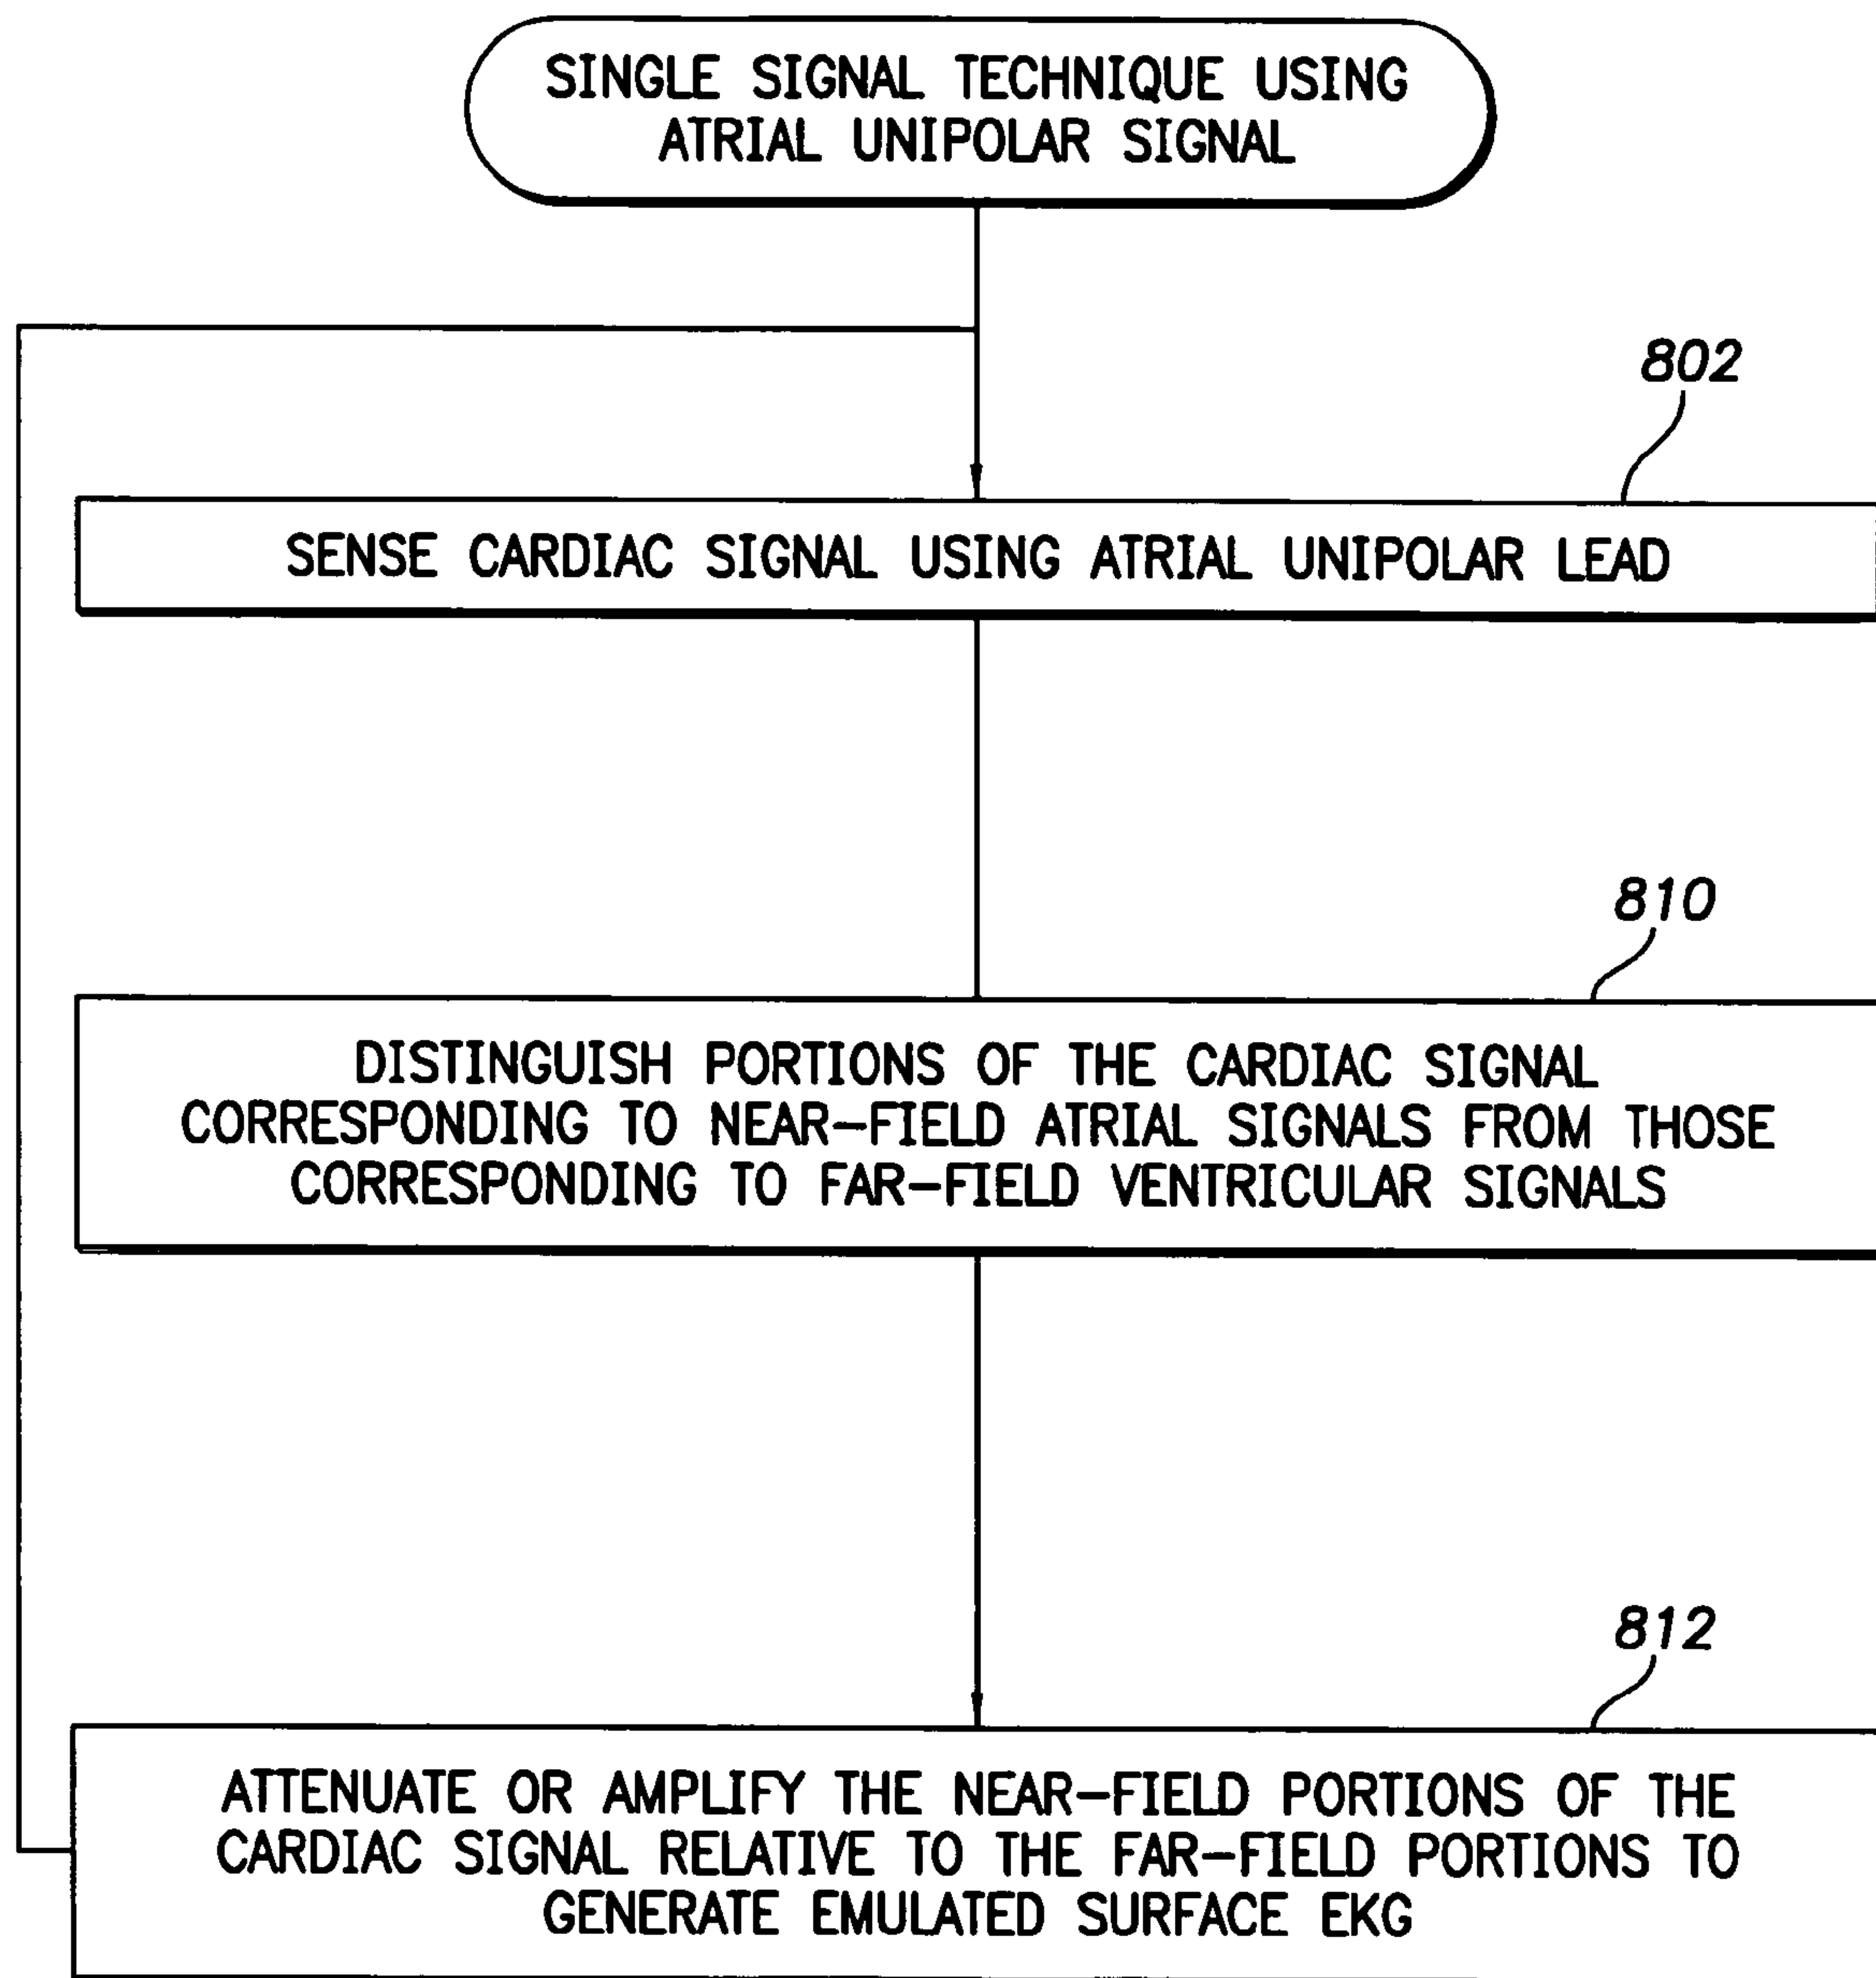 SINGLE SIGNAL TECHNIQUE USING
ATRIAL UNIPOLAR SIGNAL
802
SENSE CARDIAC SIGNAL USING ATRIAL UNIPOLAR LEAD
810
DISTINGUISH PORTIONS OF THE CARDIAC SIGNAL
CORRESPONDING TO NEAR-FIELD ATRIAL SIGNALS FROM THOSE
CORRESPONDING TO FAR-FIELD VENTRICULAR SIGNALS
812
ATTENUATE OR AMPLIFY THE NEAR-FIELD PORTIONS OF THE
CARDIAC SIGNAL RELATIVE TO THE FAR-FIELD PORTIONS TO
GENERATE EMULATED SURFACE EKG